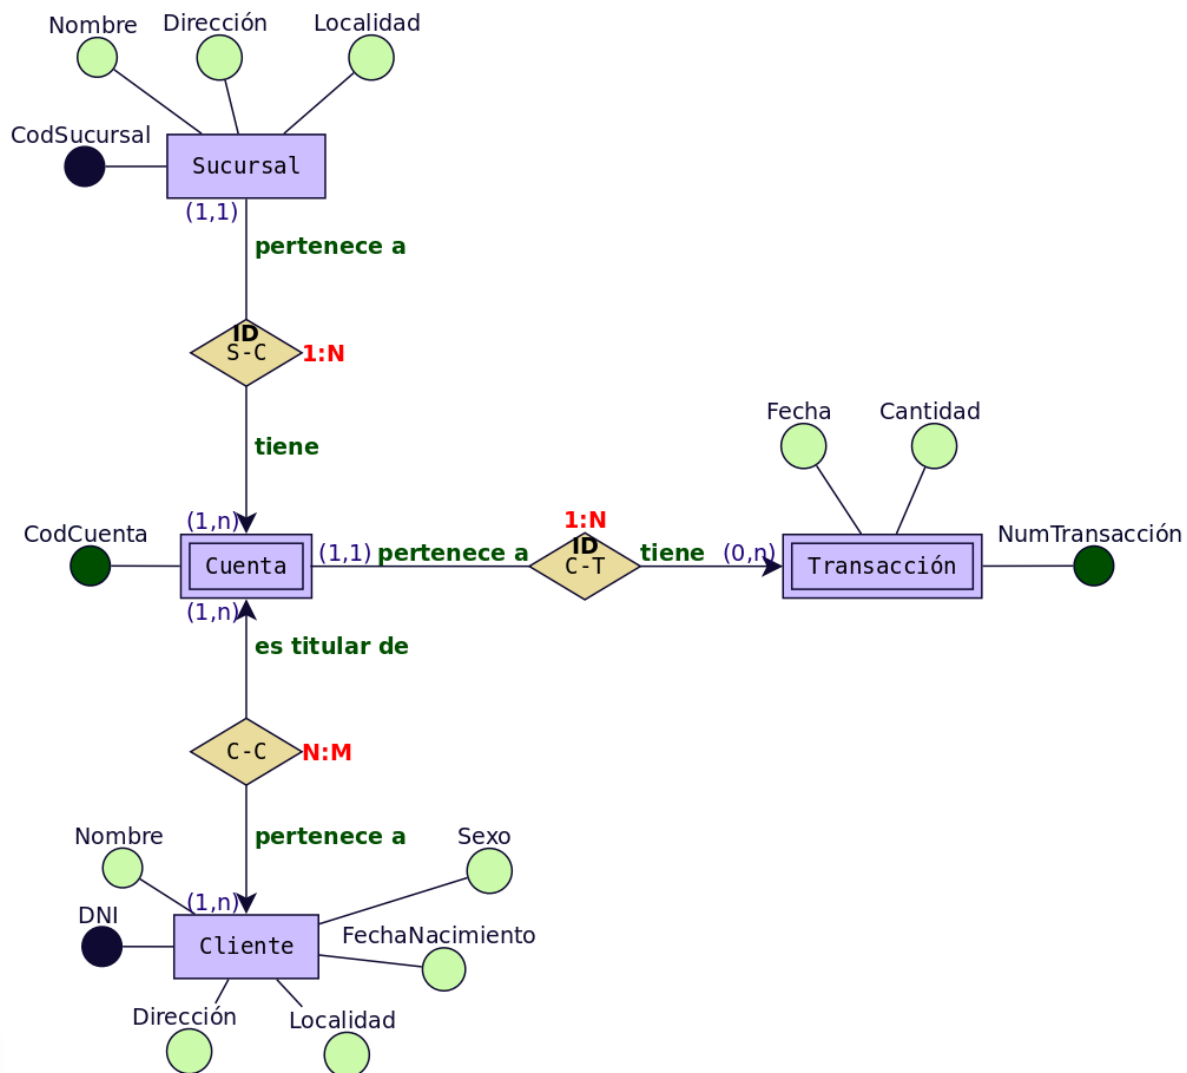 Nombre
Dirección
Localidad
CodSucursal
Sucursal
(1,1)
pertenece a
ID
S-C
1:N
tiene
(1,n)
CodCuenta
Cuenta
(1,1)
pertenece a
1:N
ID
C-T
tiene
(0,n)
Fecha
Cantidad
Transacción
NumTransacción
(1,n)
es titular de
C-C
N:M
pertenece a
(1,n)
Nombre
DNI
Cliente
Sexo
FechaNacimiento
Dirección
Localidad